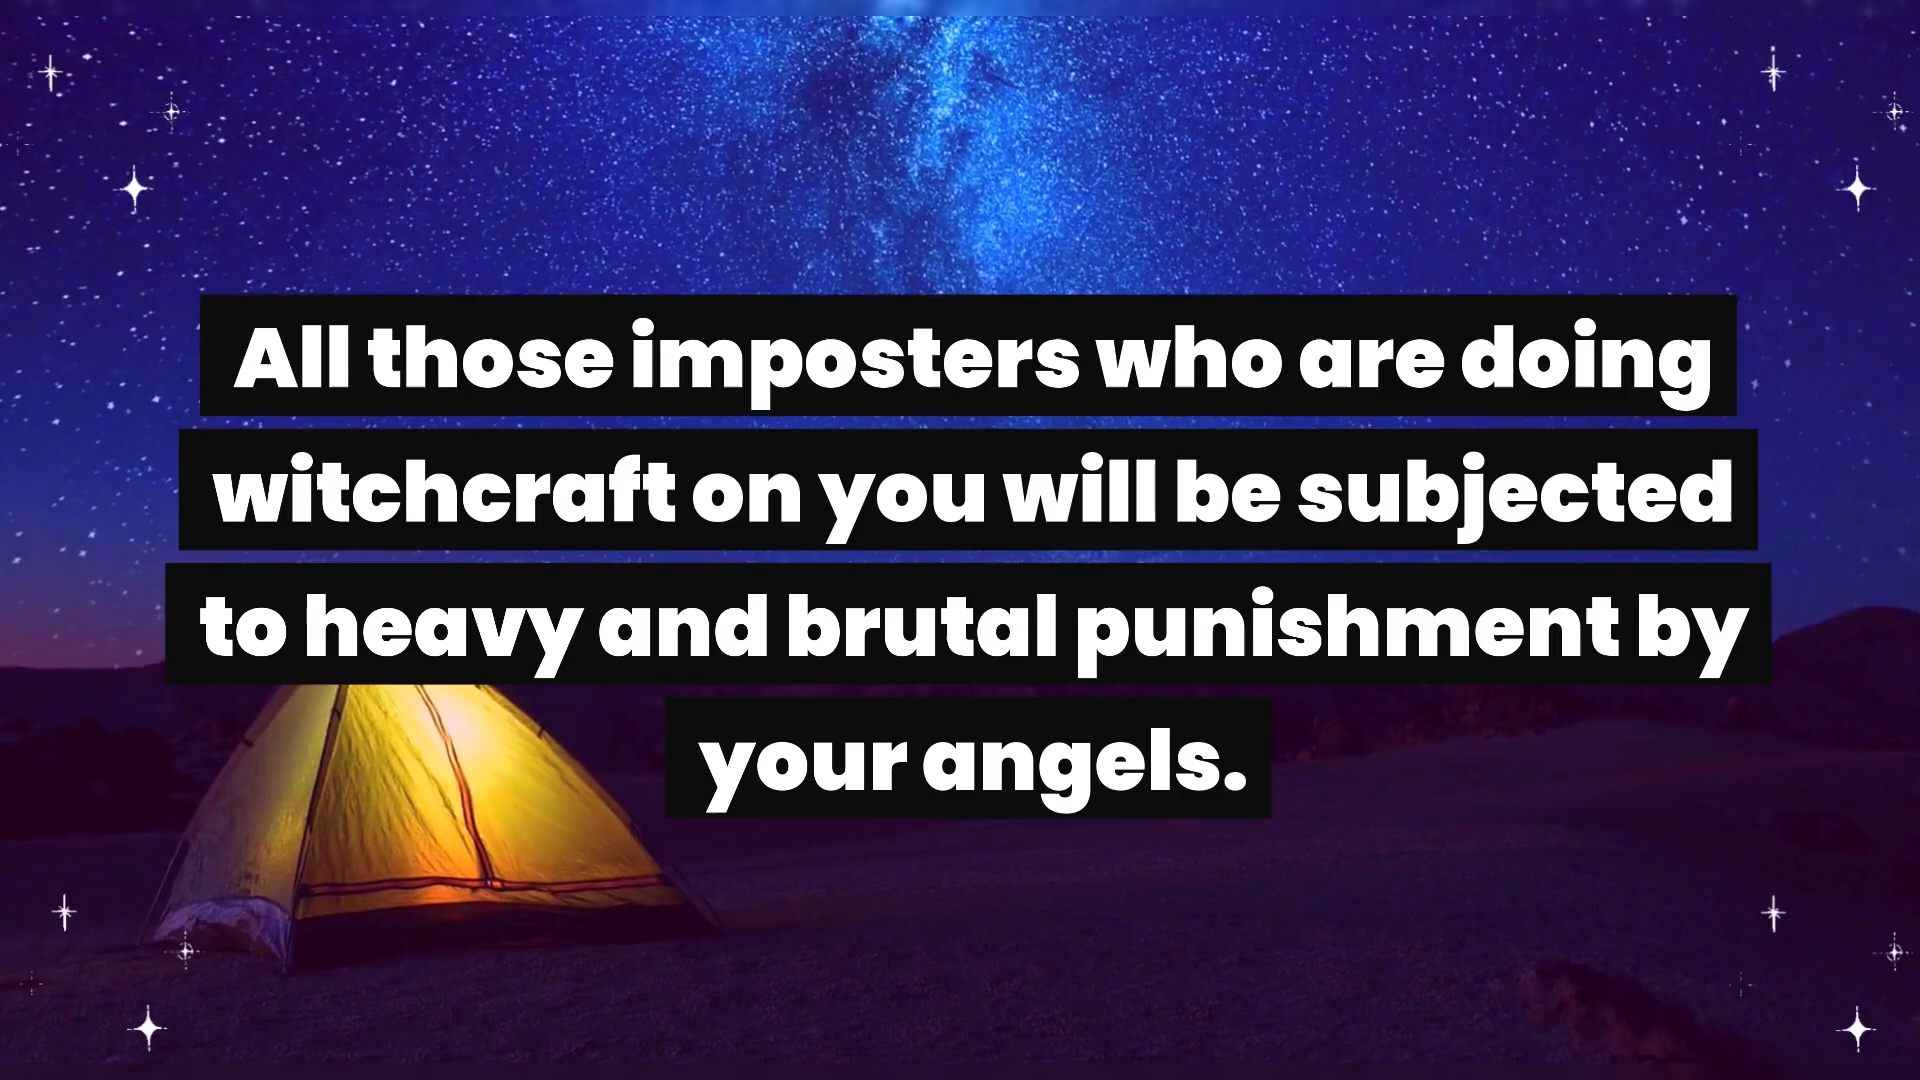 All those imposters who are doing
witchcraft on you will be subjected
to heavy and brutal punishment by
your angels.